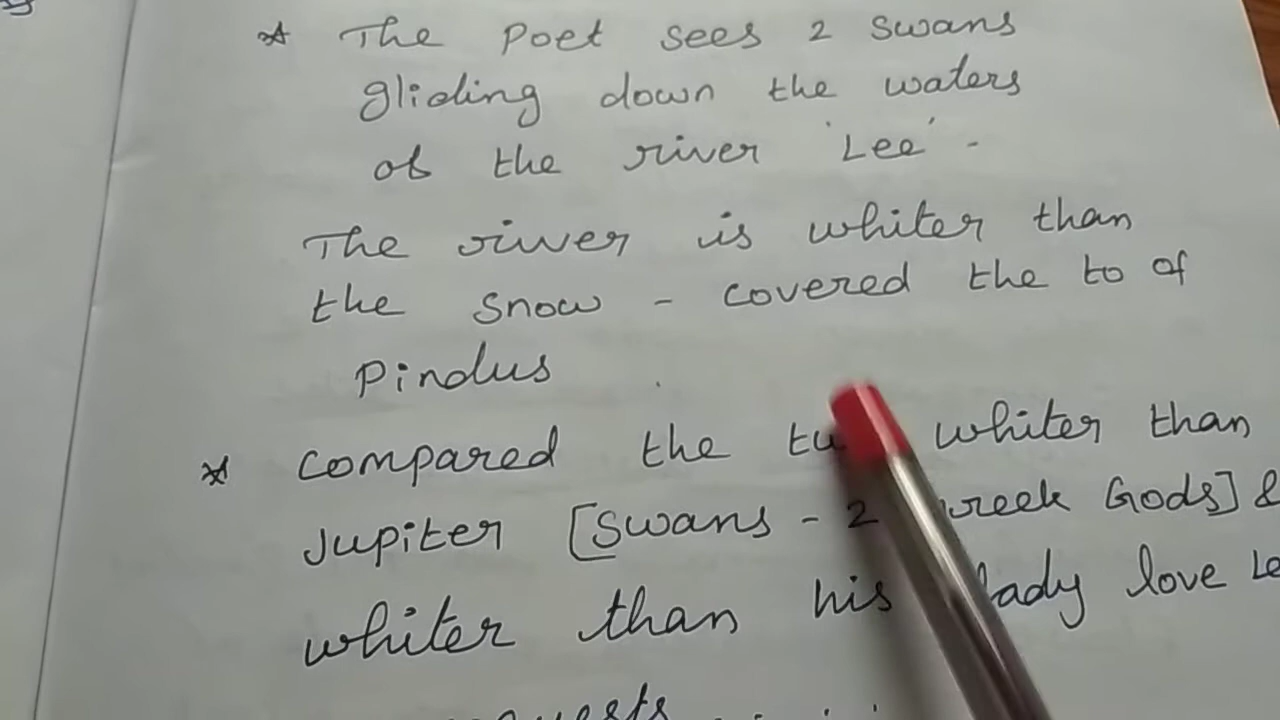 * The Poet sees 2 swans
gliding down the waters
of the river 'Lee' -
The river is whiter than
the snow - covered the to of
Pindus
* compared the whiter than
Jupiter [Swans - 2 Gods] &
whiter than his lady love